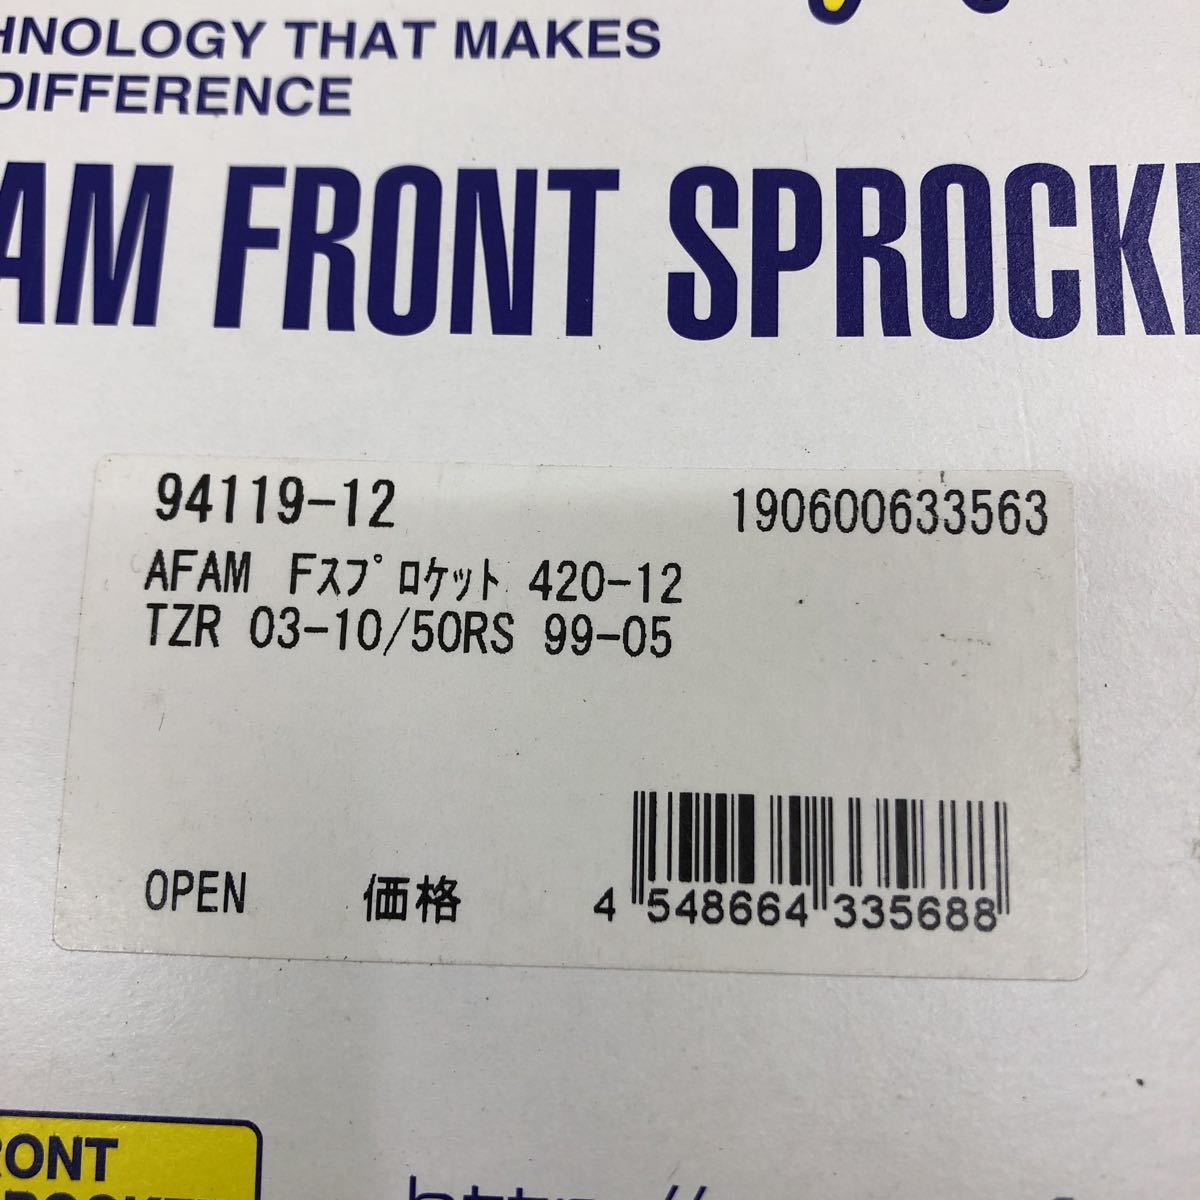 HNOLOGY THAT MAKES
DIFFERENCE
AM FRONT SPROCK
94119-12
190600633563
AFAM Fｽﾌﾟﾛｹｯﾄ 420-12
TZR 03-10/50RS 99-05
OPEN 価格
4 548664 335688
RONT